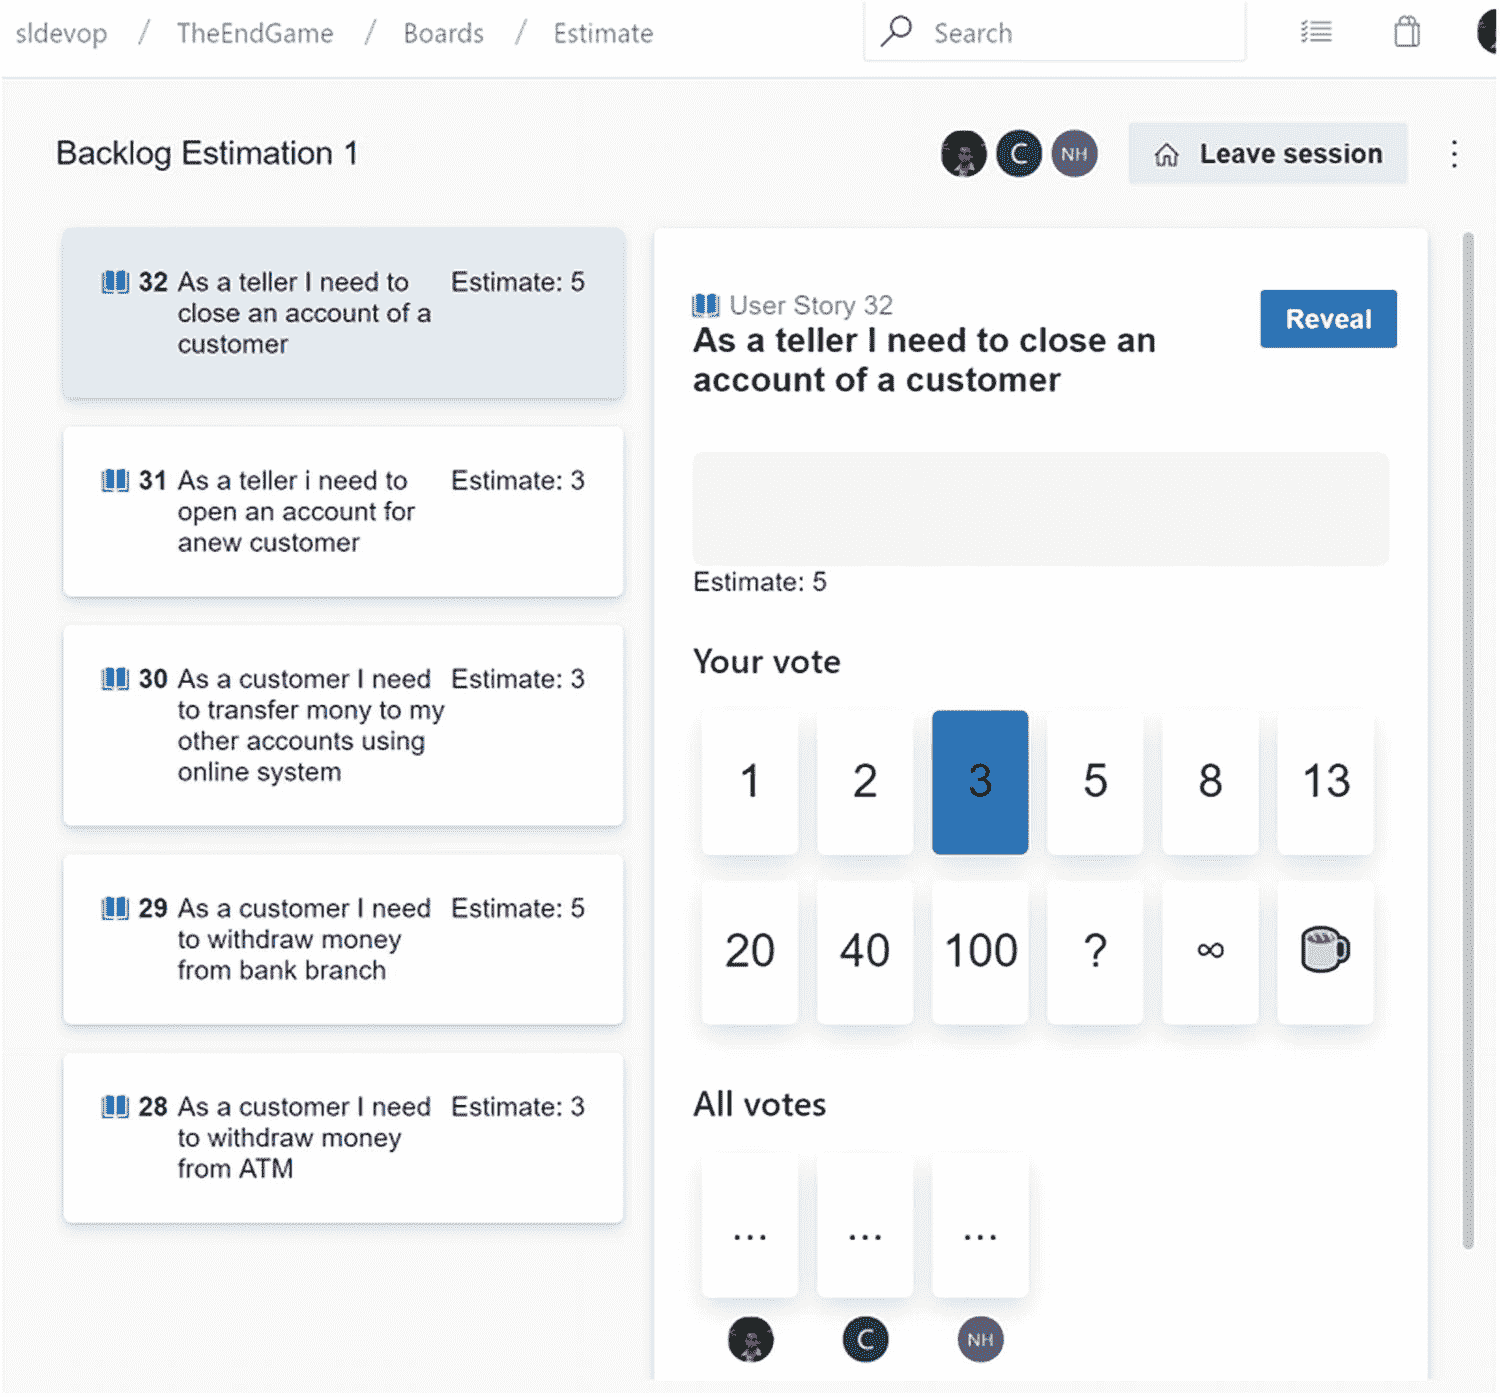 sldevop / TheEndGame / Boards / Estimate Search
Backlog Estimation 1 C NH Leave session
32 As a teller I need to Estimate: 5
close an account of a
customer
31 As a teller i need to Estimate: 3
open an account for
anew customer
30 As a customer I need Estimate: 3
to transfer mony to my
other accounts using
online system
29 As a customer I need Estimate: 5
to withdraw money
from bank branch
28 As a customer I need Estimate: 3
to withdraw money
from ATM
User Story 32
As a teller I need to close an
account of a customer
Reveal
Estimate: 5
Your vote
1 2 3 5 8 13
20 40 100 ? ∞
All votes
... ... ...
C NH